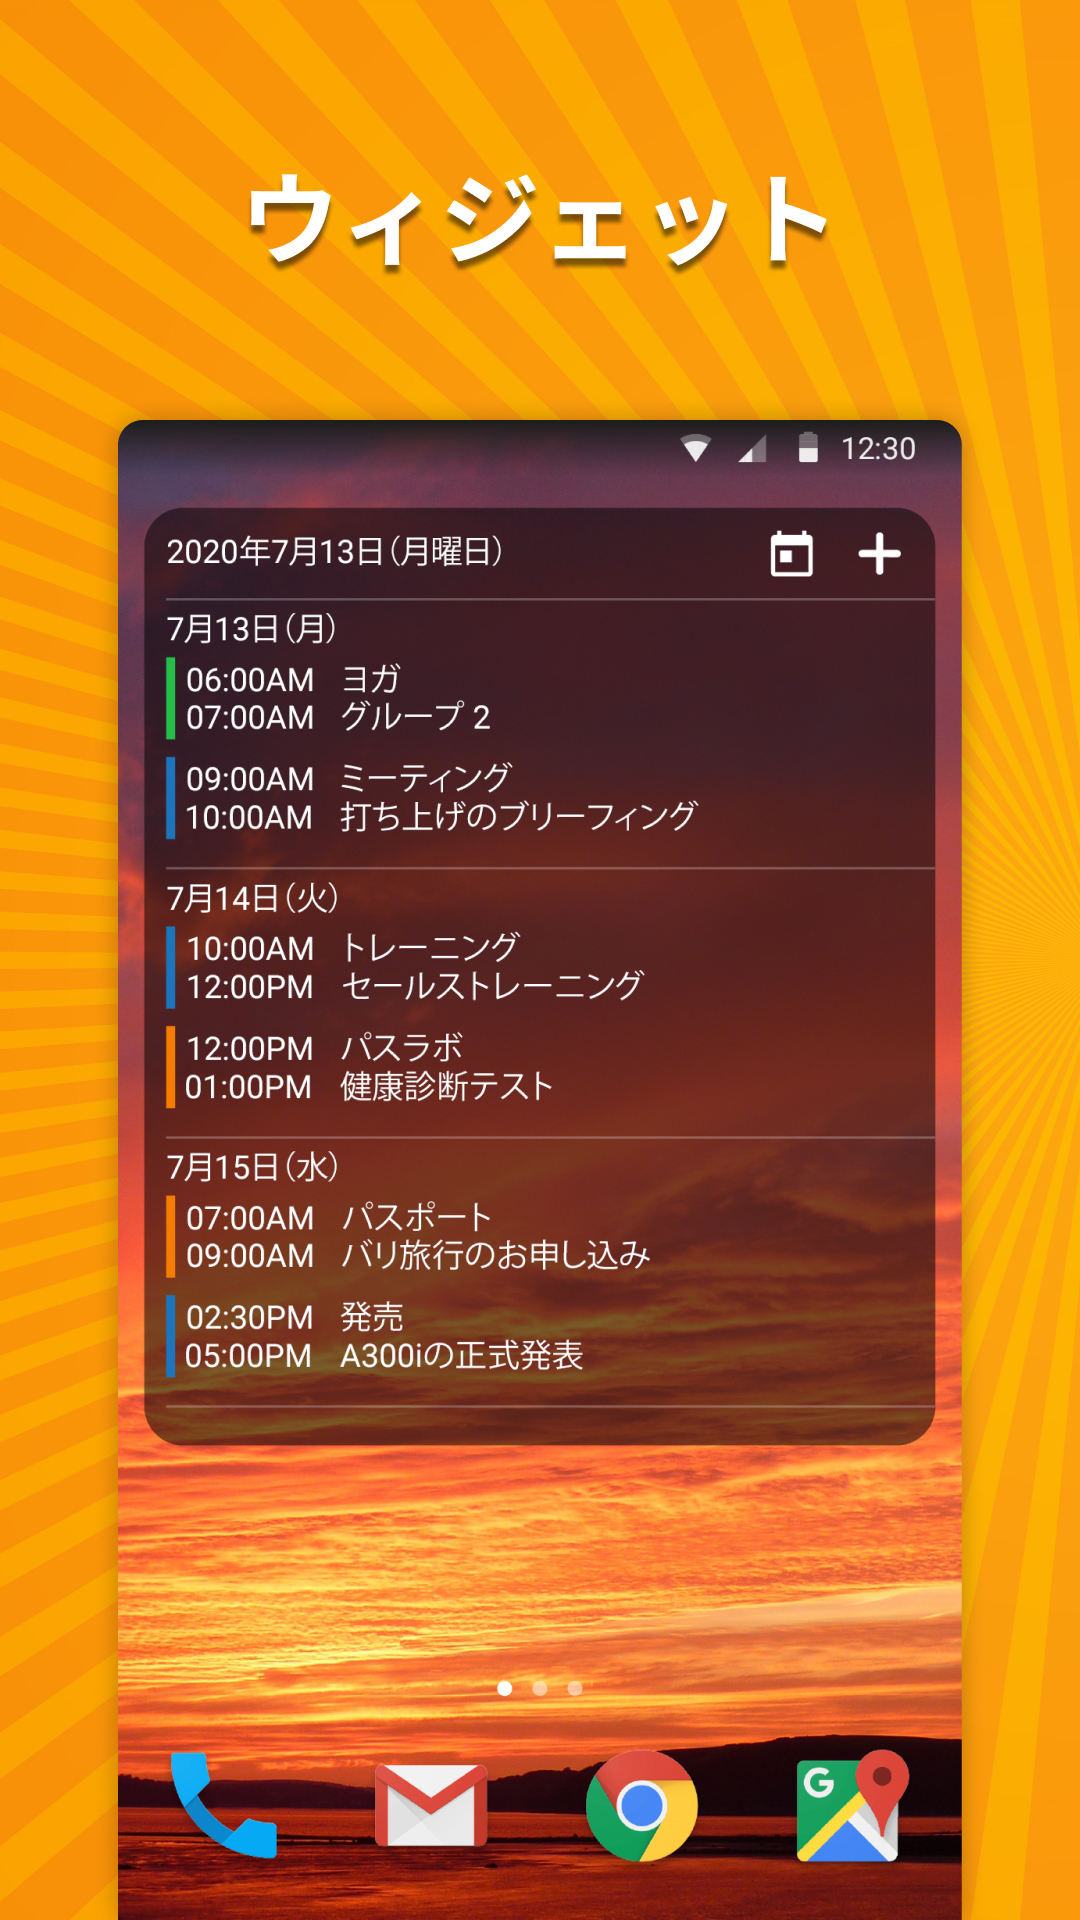 ウィジェット
12:30
2020年7月13日(月曜日)
7月13日(月)
06:00AM ヨガ
07:00AM グループ 2
09:00AM ミーティング
10:00AM 打ち上げのブリーフィング
7月14日(火)
10:00AM トレーニング
12:00PM セールストレーニング
12:00PM パスラボ
01:00PM 健康診断テスト
7月15日(水)
07:00AM パスポート
09:00AM バリ旅行のお申し込み
02:30PM 発売
05:00PM A300iの正式発表
G